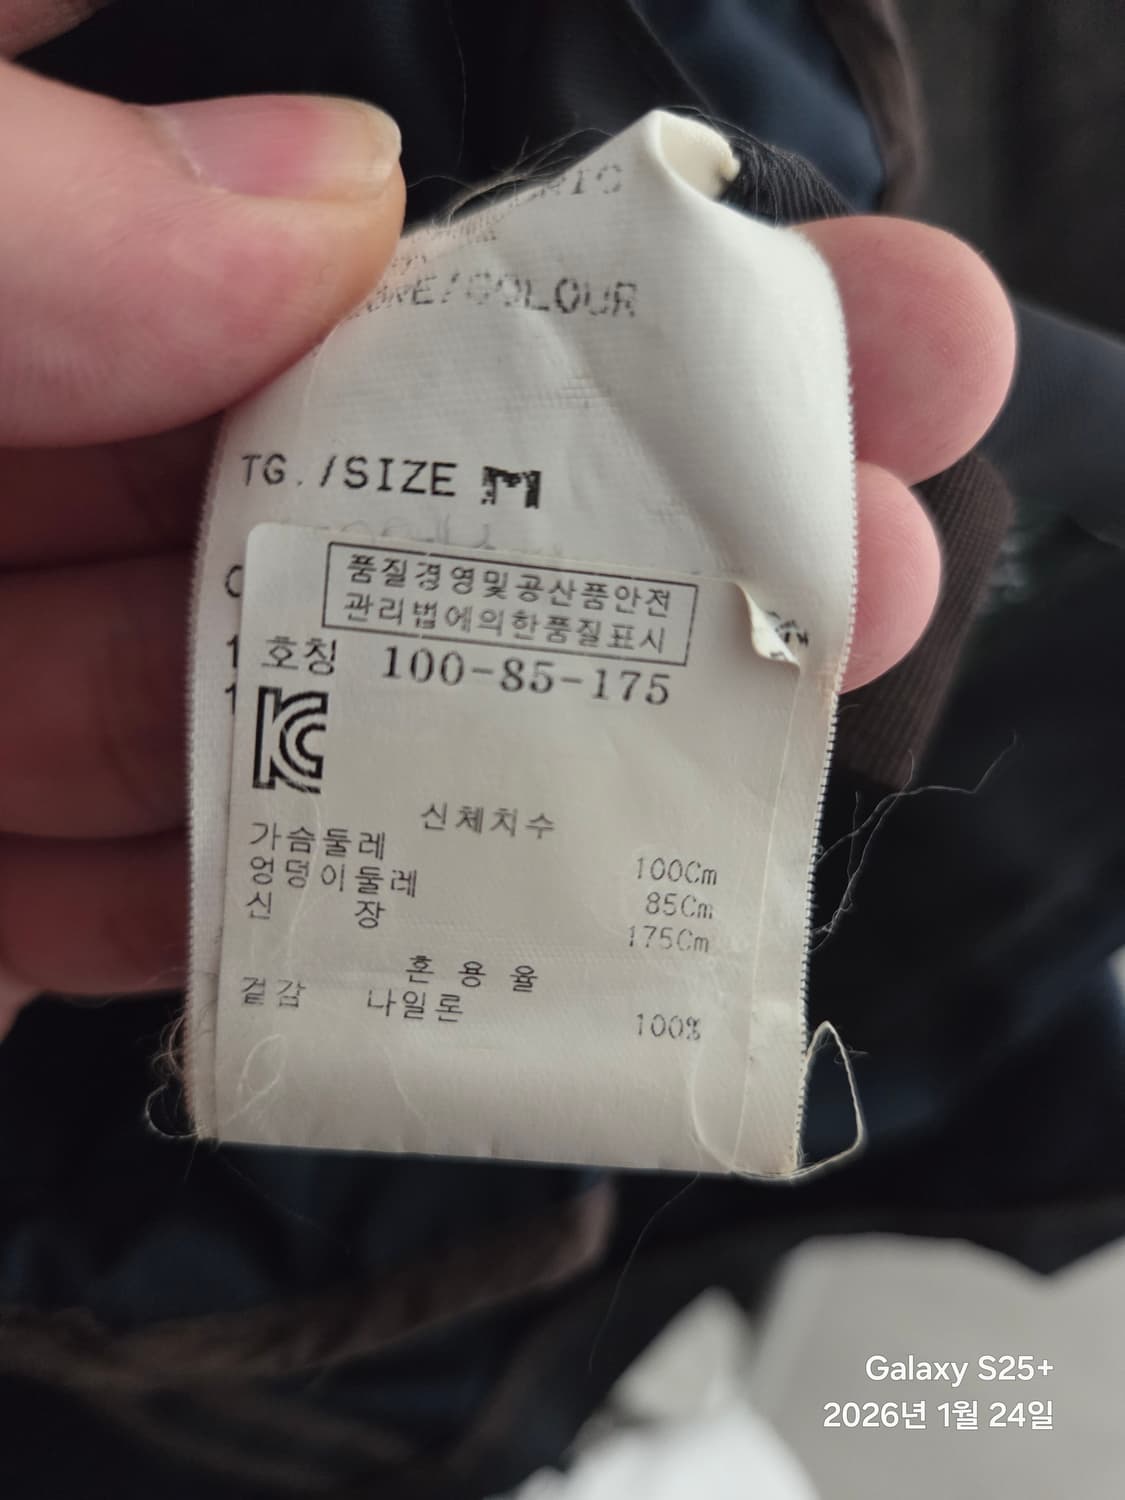 /COLOUR
TG./SIZE M
품질경영및공산품안전
관리법에의한품질표시
호칭 100-85-175
신체치수
가슴둘레 100Cm
엉덩이둘레 85Cm
신 장 175Cm
혼 용 율
겉감 나일론 100%
Galaxy S25+
2026년 1월 24일